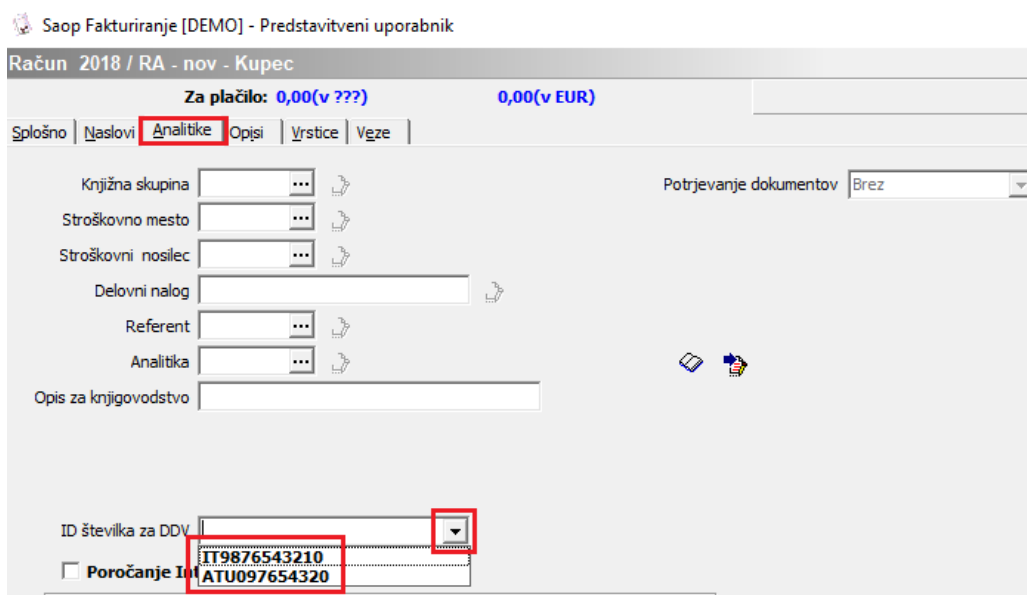 Saop Fakturiranje [DEMO] - Predstavitveni uporabnik
Račun 2018 / RA - nov - Kupec
Za plačilo: 0,00(v ???) 0,00(v EUR)
Splošno Naslovi Analitike Opisi Vrstice Veze
Knjižna skupina ... Potrjevanje dokumentov Brez
Stroškovno mesto ...
Stroškovni nosilec ...
Delovni nalog
Referent ...
Analitika ...
Opis za knjigovodstvo
ID številka za DDV
IT9876543210
Poročanje
ATU097654320